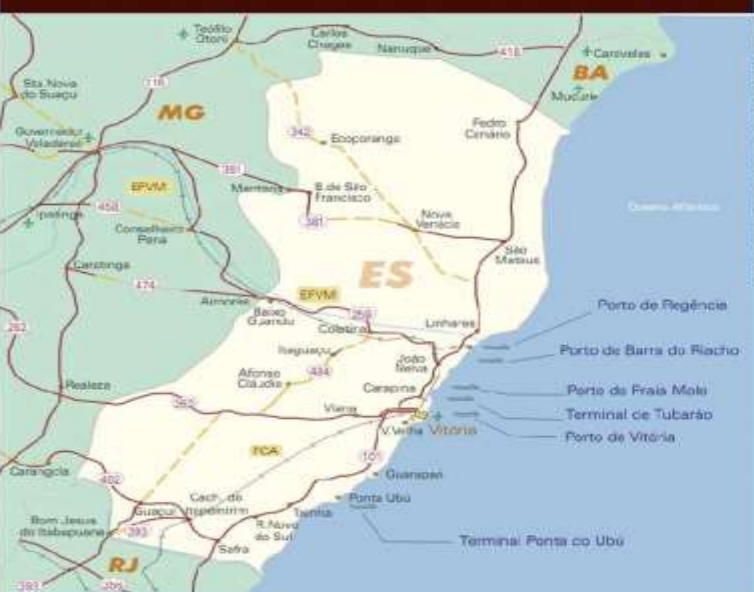 Teófilo
Otoni
Carlos
Chagas
Nanuque
418
Caravelas
BA
Mucuri
Sta. Nova
do Suaçu
116
MG
Governador
Valadares
342
Ecoporanga
Pedro
Canário
381
EFVM
Mantena
B. de São
Francisco
Ipatinga
458
381
Nova
Venécia
Oceano Atlântico
Conselheiro
Pena
São
Mateus
ES
Caratinga
474
EFVM
Aimorés
Baixo
Guandu
259
Colatina
Linhares
Porto de Regência
262
Itaguaçu
João
Neiva
Porto de Barra do Riacho
Afonso
Cláudio
484
Carapina
Realeza
Porto de Praia Mole
262
Viana
Terminal de Tubarão
V. Velha
Vitória
Porto de Vitória
FCA
101
Carangola
Guarapari
482
Cach. de
Itapemirim
Ponta Ubú
Guaçuí
Bom Jesus
do Itabapoana
393
R. Novo
do Sul
Safra
Terminal Ponta do Ubú
RJ
393